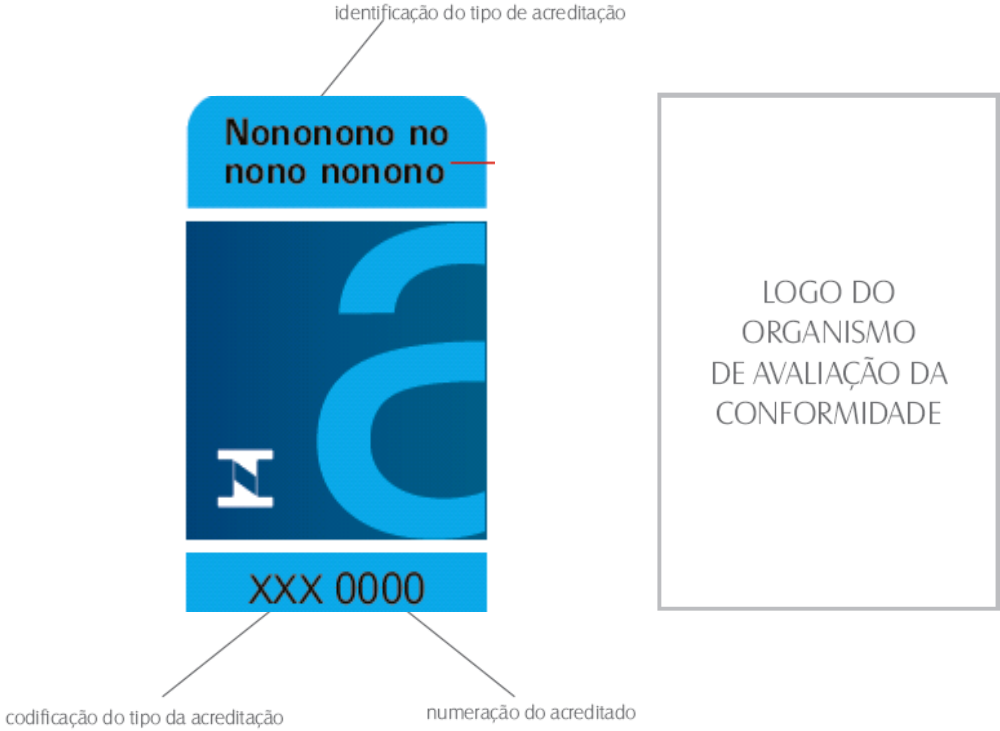 identificação do tipo de acreditação
Nononono no
nono nonono
XXX 0000
codificação do tipo da acreditação
numeração do acreditado
LOGO DO
ORGANISMO
DE AVALIAÇÃO DA
CONFORMIDADE